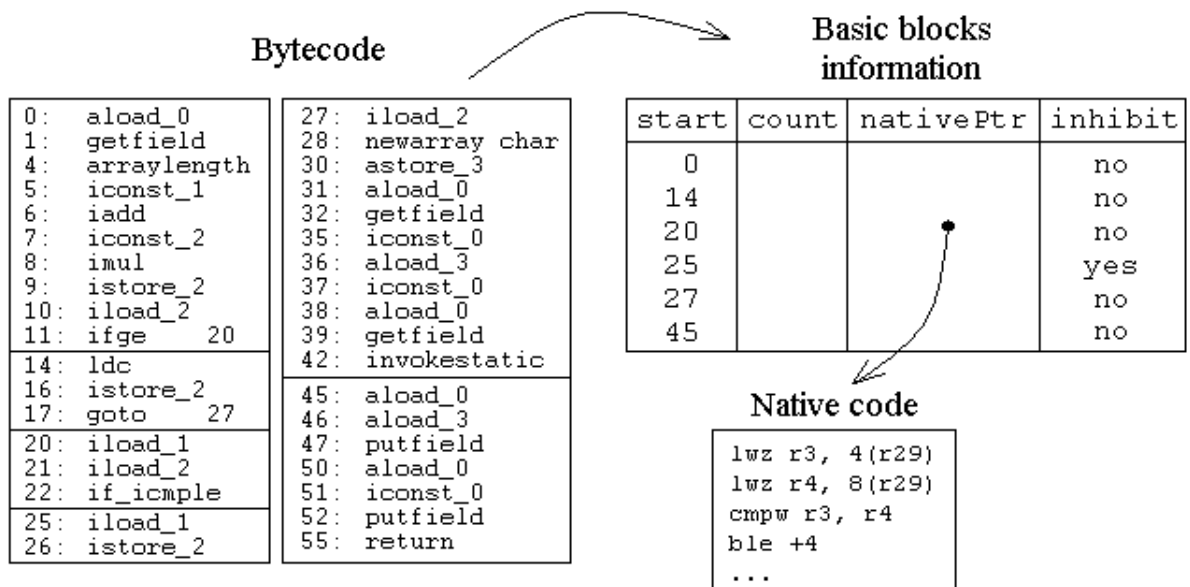 Bytecode
0: aload_0
1: getfield
4: arraylength
5: iconst_1
6: iadd
7: iconst_2
8: imul
9: istore_2
10: iload_2
11: ifge 20
14: ldc
16: istore_2
17: goto 27
20: iload_1
21: iload_2
22: if_icmple
25: iload_1
26: istore_2
27: iload_2
28: newarray char
30: astore_3
31: aload_0
32: getfield
35: iconst_0
36: aload_3
37: iconst_0
38: aload_0
39: getfield
42: invokestatic
45: aload_0
46: aload_3
47: putfield
50: aload_0
51: iconst_0
52: putfield
55: return
Basic blocks
information
start count nativePtr inhibit
0 no
14 no
20 no
25 yes
27 no
45 no
Native code
lwz r3, 4(r29)
lwz r4, 8(r29)
cmpw r3, r4
ble +4
...